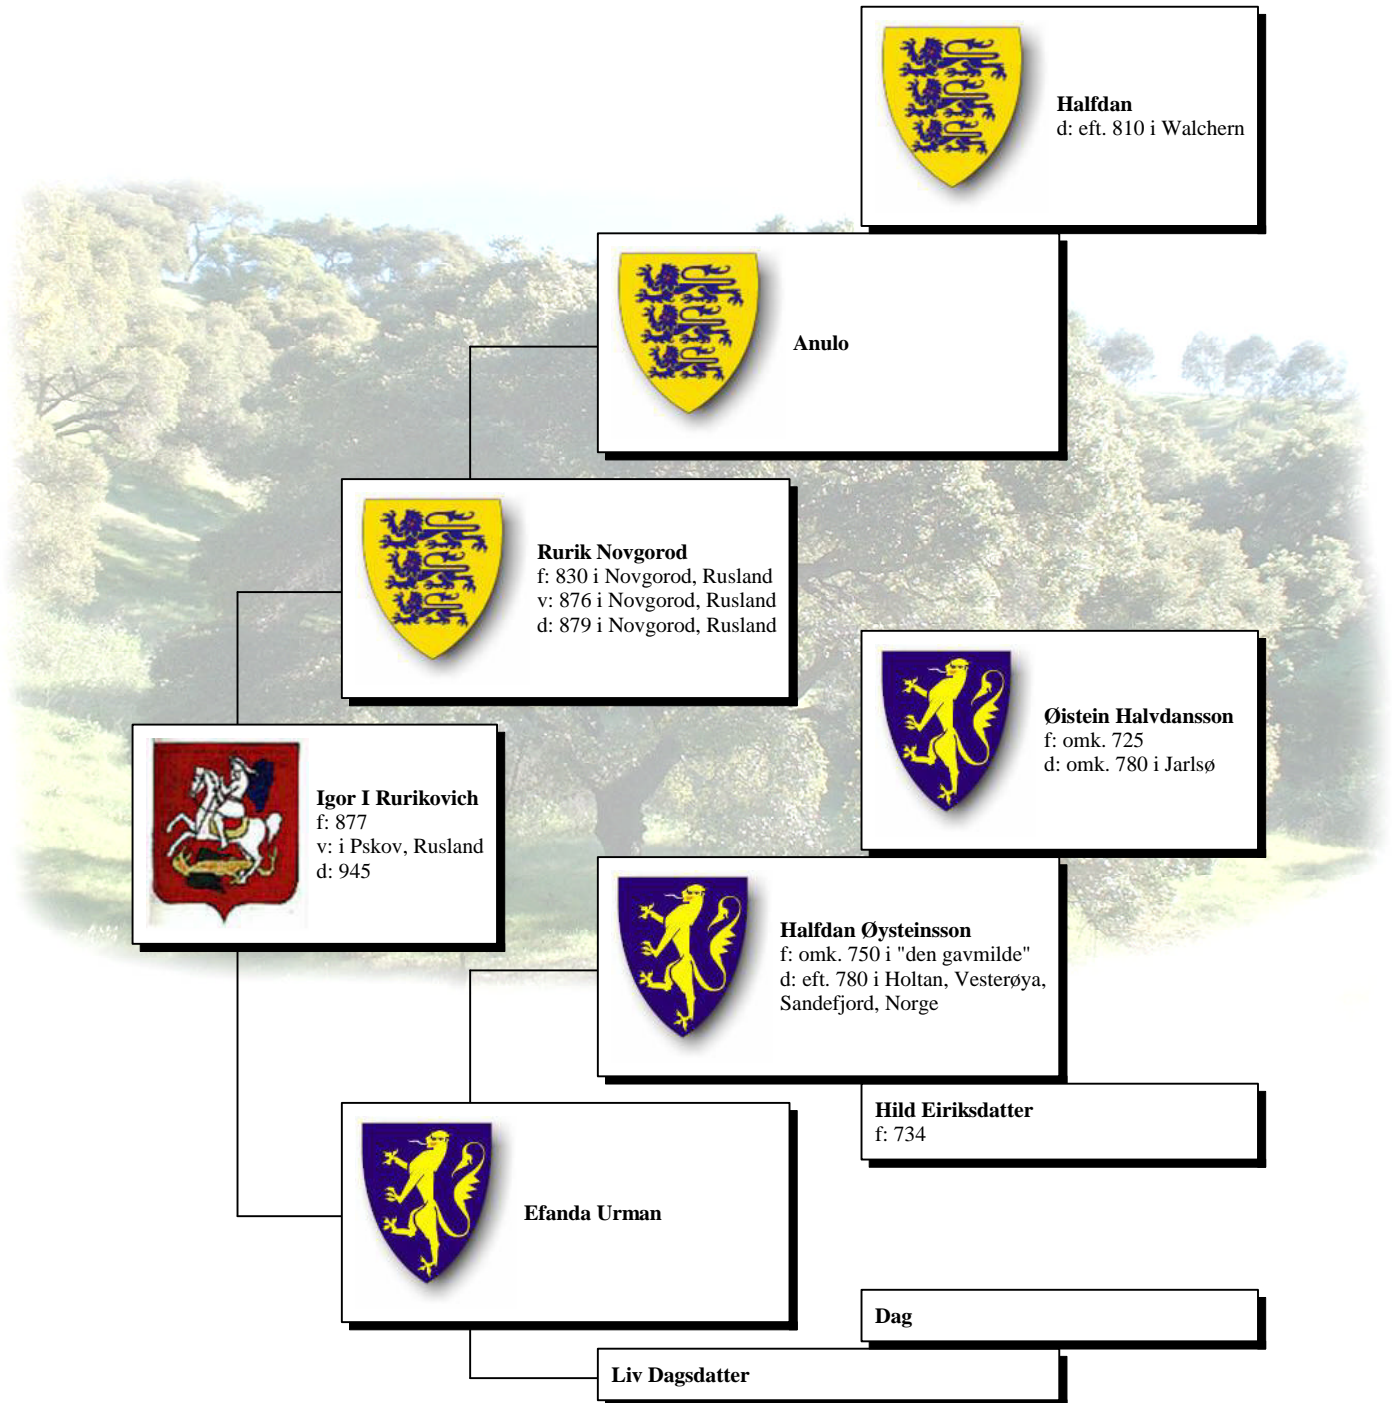 Halfdan
d: eft. 810 i Walchern
Anulo
Rurik Novgorod
f: 830 i Novgorod, Rusland
v: 876 i Novgorod, Rusland
d: 879 i Novgorod, Rusland
Øistein Halvdansson
f: omk. 725
d: omk. 780 i Jarlsø
Igor I Rurikovich
f: 877
v: i Pskov, Rusland
d: 945
Halfdan Øysteinsson
f: omk. 750 i "den gavmilde"
d: eft. 780 i Holtan, Vesterøya,
Sandefjord, Norge
Hild Eiriksdatter
f: 734
Efanda Urman
Dag
Liv Dagsdatter